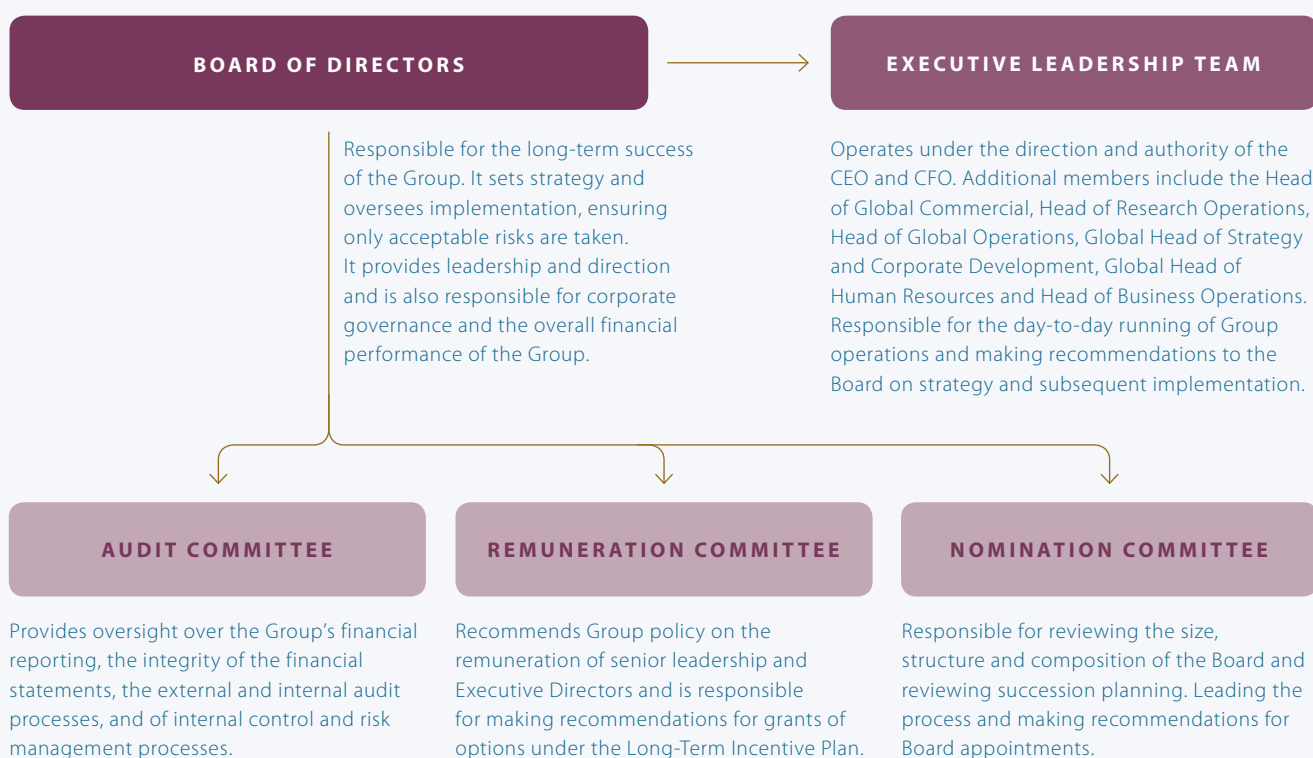 BOARD OF DIRECTORS
EXECUTIVE LEADERSHIP TEAM
Responsible for the long-term success
of the Group. It sets strategy and
oversees implementation, ensuring
only acceptable risks are taken.
It provides leadership and direction
and is also responsible for corporate
governance and the overall financial
performance of the Group.
Operates under the direction and authority of the
CEO and CFO. Additional members include the Head
of Global Commercial, Head of Research Operations,
Head of Global Operations, Global Head of Strategy
and Corporate Development, Global Head of
Human Resources and Head of Business Operations.
Responsible for the day-to-day running of Group
operations and making recommendations to the
Board on strategy and subsequent implementation.
AUDIT COMMITTEE
Provides oversight over the Group’s financial
reporting, the integrity of the financial
statements, the external and internal audit
processes, and of internal control and risk
management processes.
REMUNERATION COMMITTEE
Recommends Group policy on the
remuneration of senior leadership and
Executive Directors and is responsible
for making recommendations for grants of
options under the Long-Term Incentive Plan.
NOMINATION COMMITTEE
Responsible for reviewing the size,
structure and composition of the Board and
reviewing succession planning. Leading the
process and making recommendations for
Board appointments.